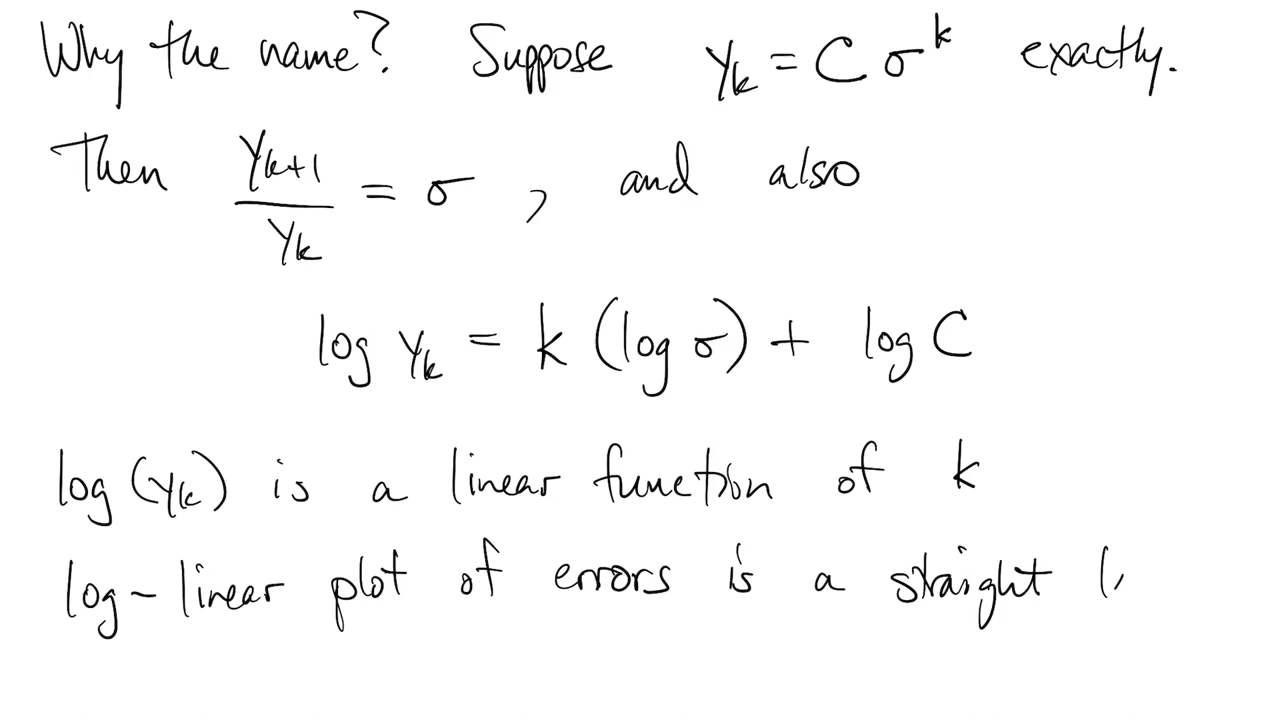 Why the name? Suppose y_k = C σ^k exactly.
Then y_{k+1} / y_k = σ , and also
log y_k = k (log σ) + log C
log (y_k) is a linear function of k
log-linear plot of errors is a straight